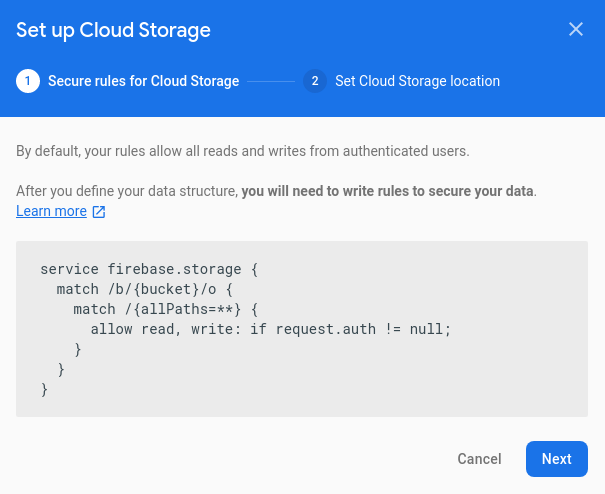 Set up Cloud Storage
1 Secure rules for Cloud Storage 2 Set Cloud Storage location
By default, your rules allow all reads and writes from authenticated users.
After you define your data structure, you will need to write rules to secure your data.
Learn more
service firebase.storage {
  match /b/{bucket}/o {
    match /{allPaths=**} {
      allow read, write: if request.auth != null;
    }
  }
}
Cancel Next